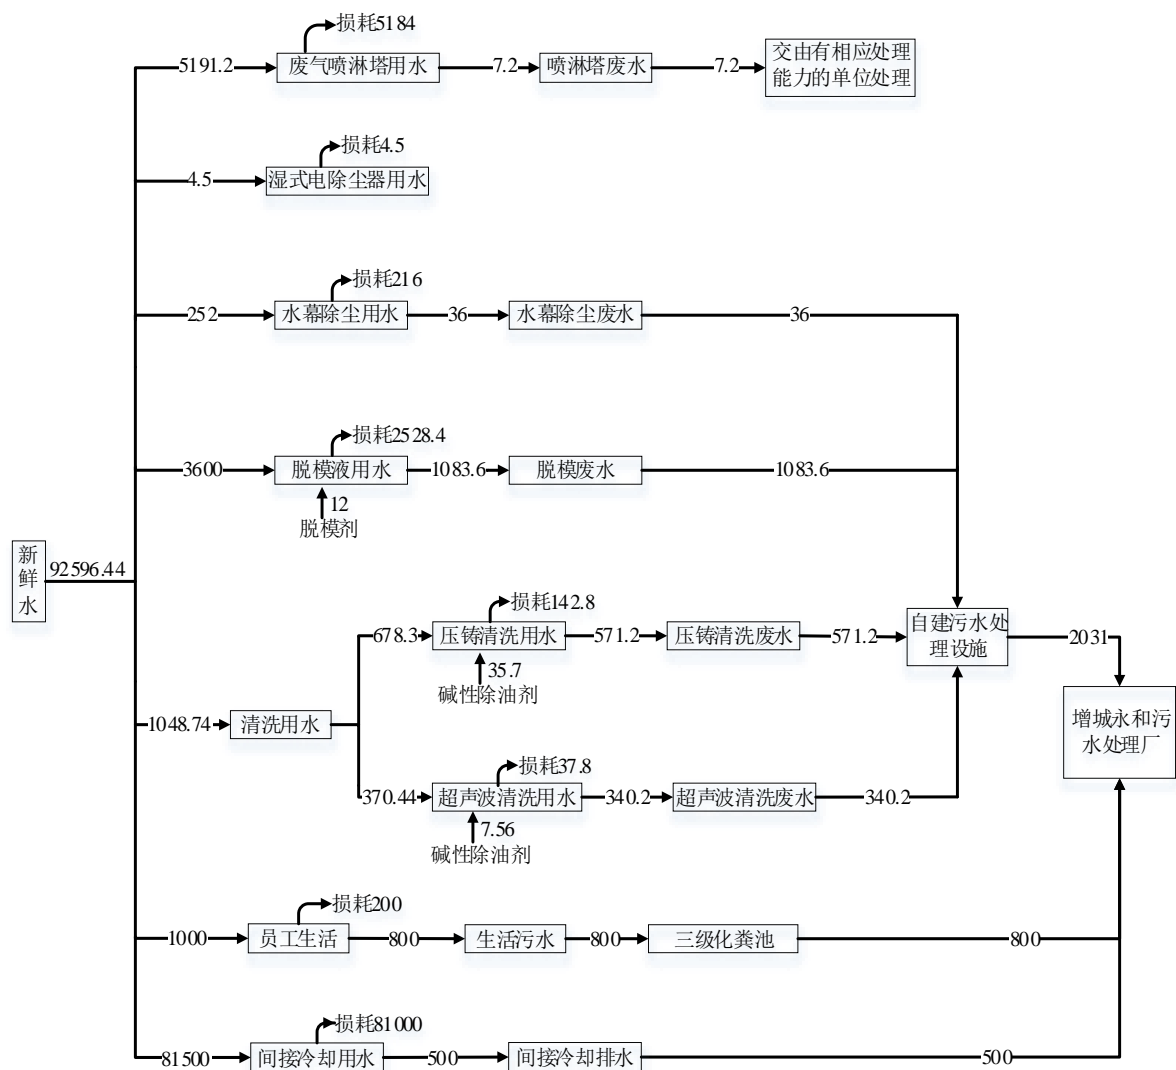 损耗5184
5191.2
废气喷淋塔用水
7.2
喷淋塔废水
7.2
交由有相应处理
能力的单位处理
损耗4.5
4.5
湿式电除尘器用水
损耗216
252
水幕除尘用水
36
水幕除尘废水
36
损耗2528.4
3600
脱模液用水
1083.6
脱模废水
1083.6
12
脱模剂
新
鲜
水
92596.44
损耗142.8
678.3
压铸清洗用水
571.2
压铸清洗废水
571.2
自建污水处
理设施
2031
35.7
碱性除油剂
1048.74
清洗用水
增城永和污
水处理厂
损耗37.8
370.44
超声波清洗用水
340.2
超声波清洗废水
340.2
7.56
碱性除油剂
损耗200
1000
员工生活
800
生活污水
800
三级化粪池
800
损耗81000
81500
间接冷却用水
500
间接冷却排水
500